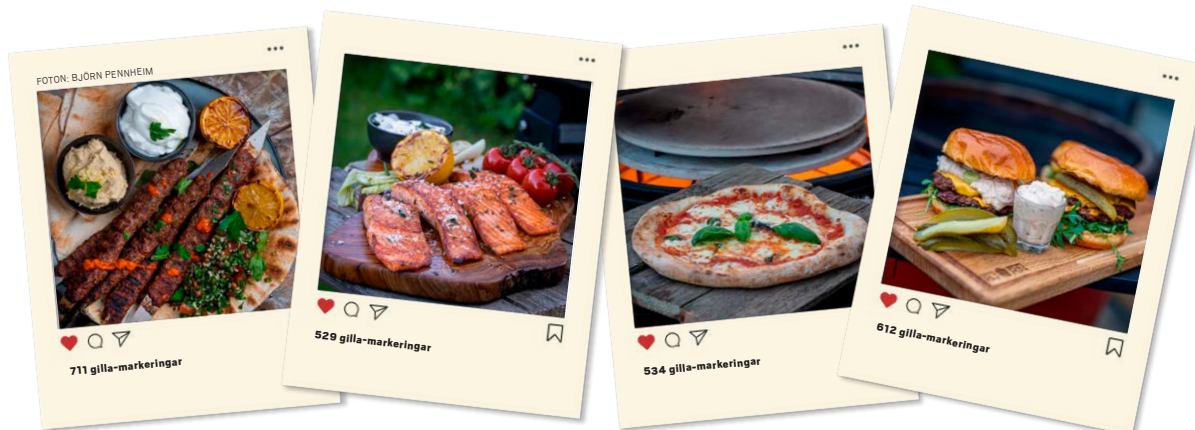 FOTON: BJÖRN PENNHEIM
711 gilla-markeringar
529 gilla-markeringar
534 gilla-markeringar
612 gilla-markeringar